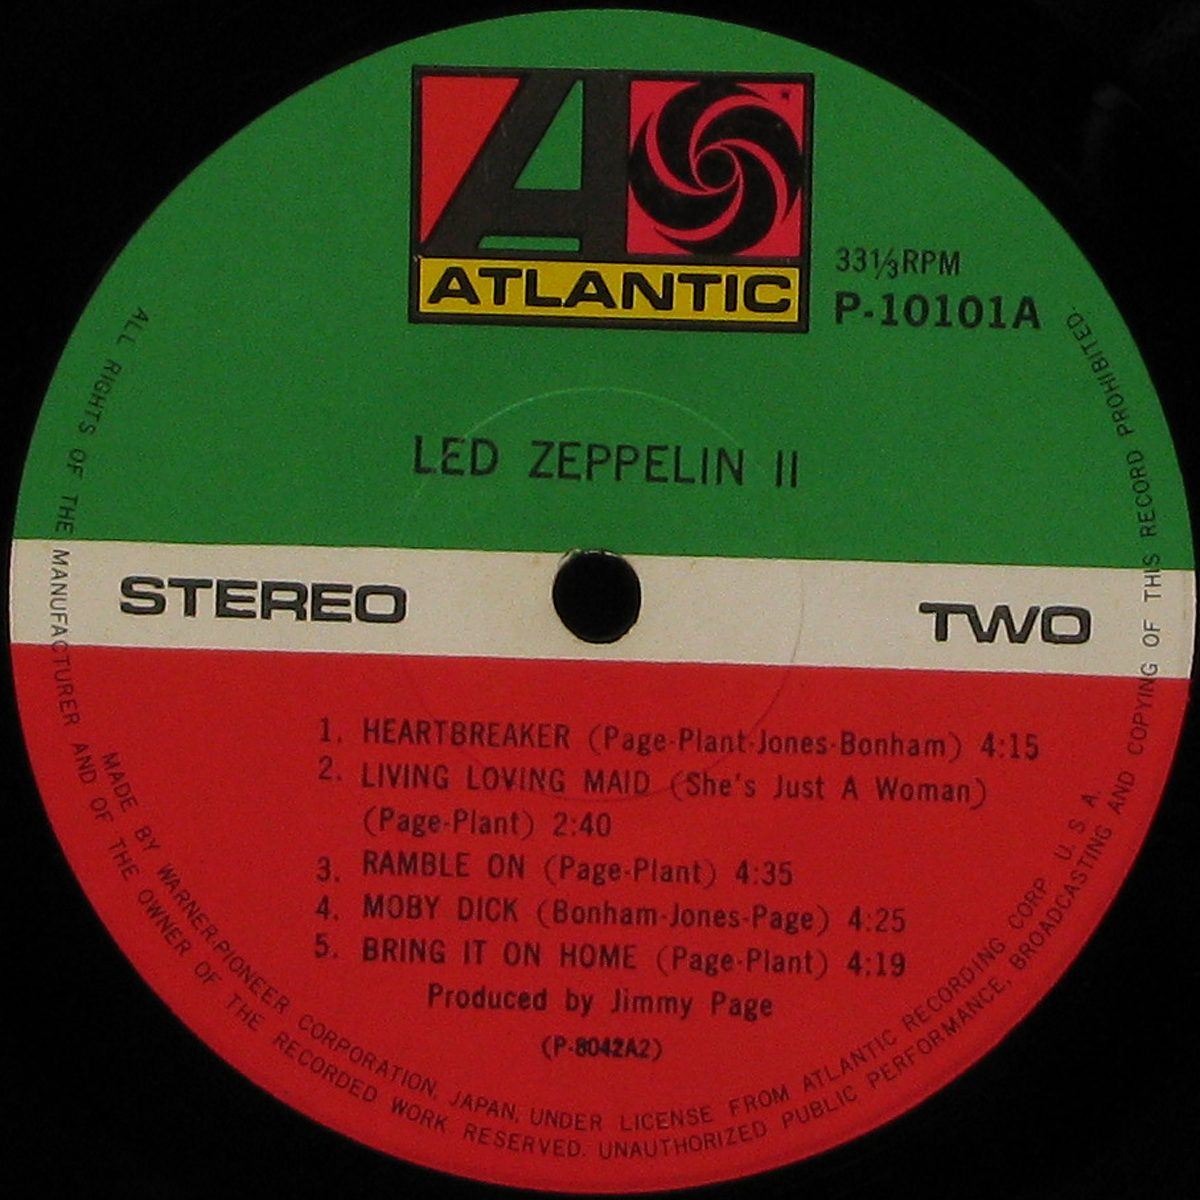 ATLANTIC
33⅓RPM
P-10101A
LED ZEPPELIN II
STEREO
TWO
1. HEARTBREAKER (Page-Plant-Jones-Bonham) 4:15
2. LIVING LOVING MAID (She's Just A Woman)
(Page-Plant) 2:40
3. RAMBLE ON (Page-Plant) 4:35
4. MOBY DICK (Bonham-Jones-Page) 4:25
5. BRING IT ON HOME (Page-Plant) 4:19
Produced by Jimmy Page
(P-8042A2)
MADE BY WARNER-PIONEER CORPORATION, JAPAN, UNDER LICENSE FROM ATLANTIC RECORDING CORP. U. S. A.
ALL RIGHTS OF THE MANUFACTURER AND OF THE OWNER OF THE RECORDED WORK RESERVED. UNAUTHORIZED PUBLIC PERFORMANCE, BROADCASTING AND COPYING OF THIS RECORD PROHIBITED.